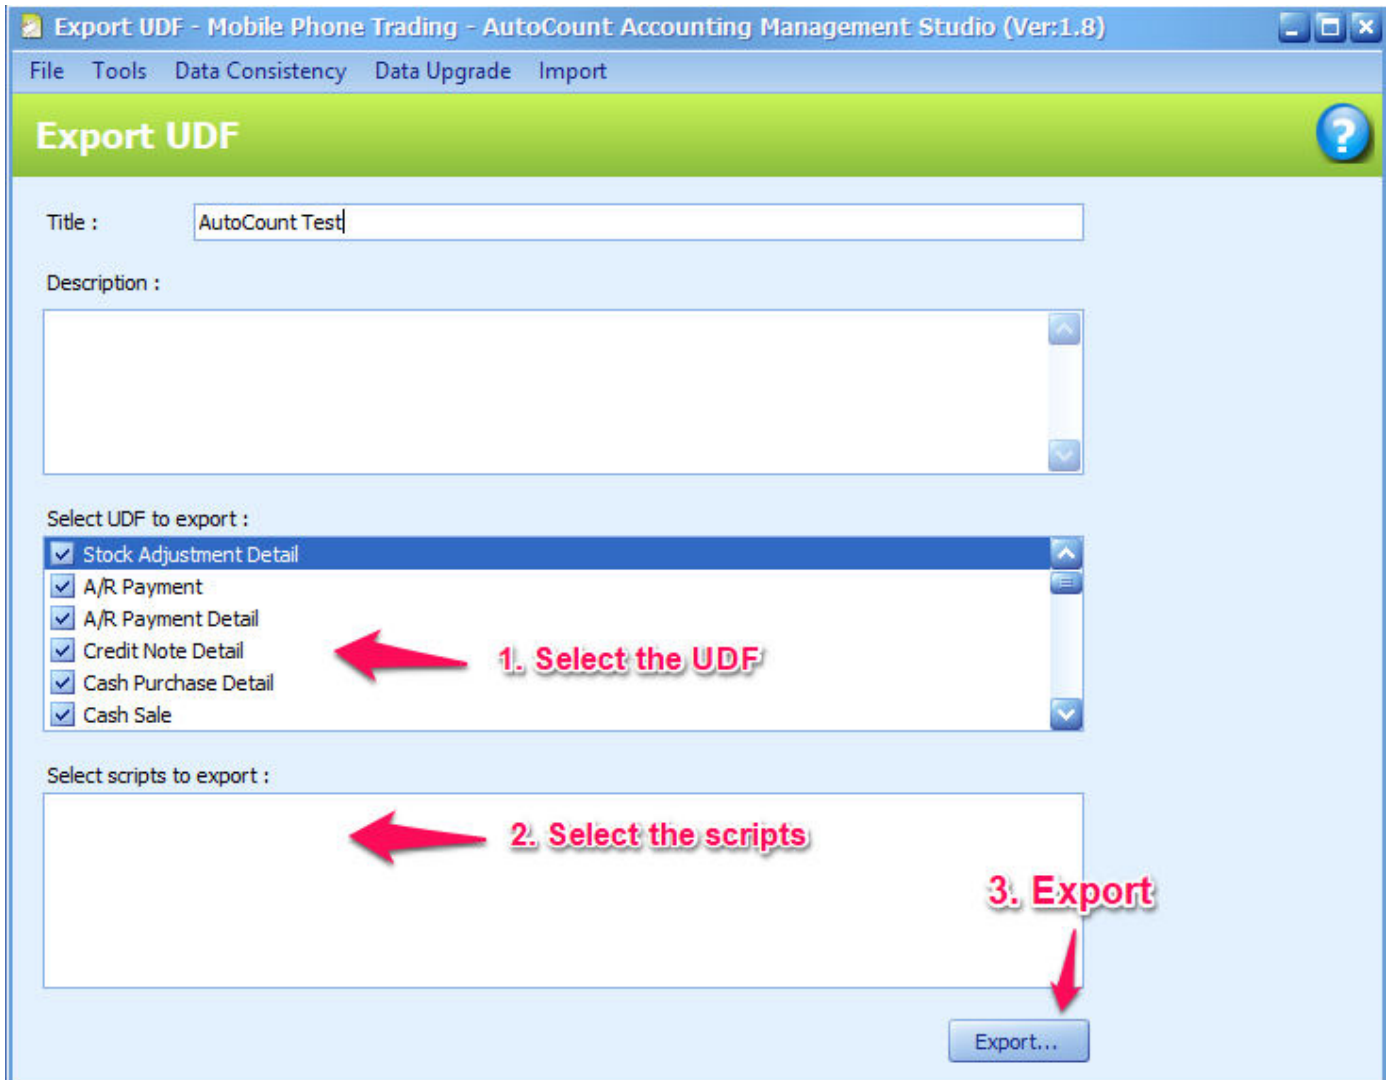 Export UDF - Mobile Phone Trading - AutoCount Accounting Management Studio (Ver:1.8)
File Tools Data Consistency Data Upgrade Import
Export UDF
?
Title : AutoCount Test
Description :
Select UDF to export :
Stock Adjustment Detail
A/R Payment
A/R Payment Detail
Credit Note Detail
1. Select the UDF
Cash Purchase Detail
Cash Sale
Select scripts to export :
2. Select the scripts
3. Export
Export...